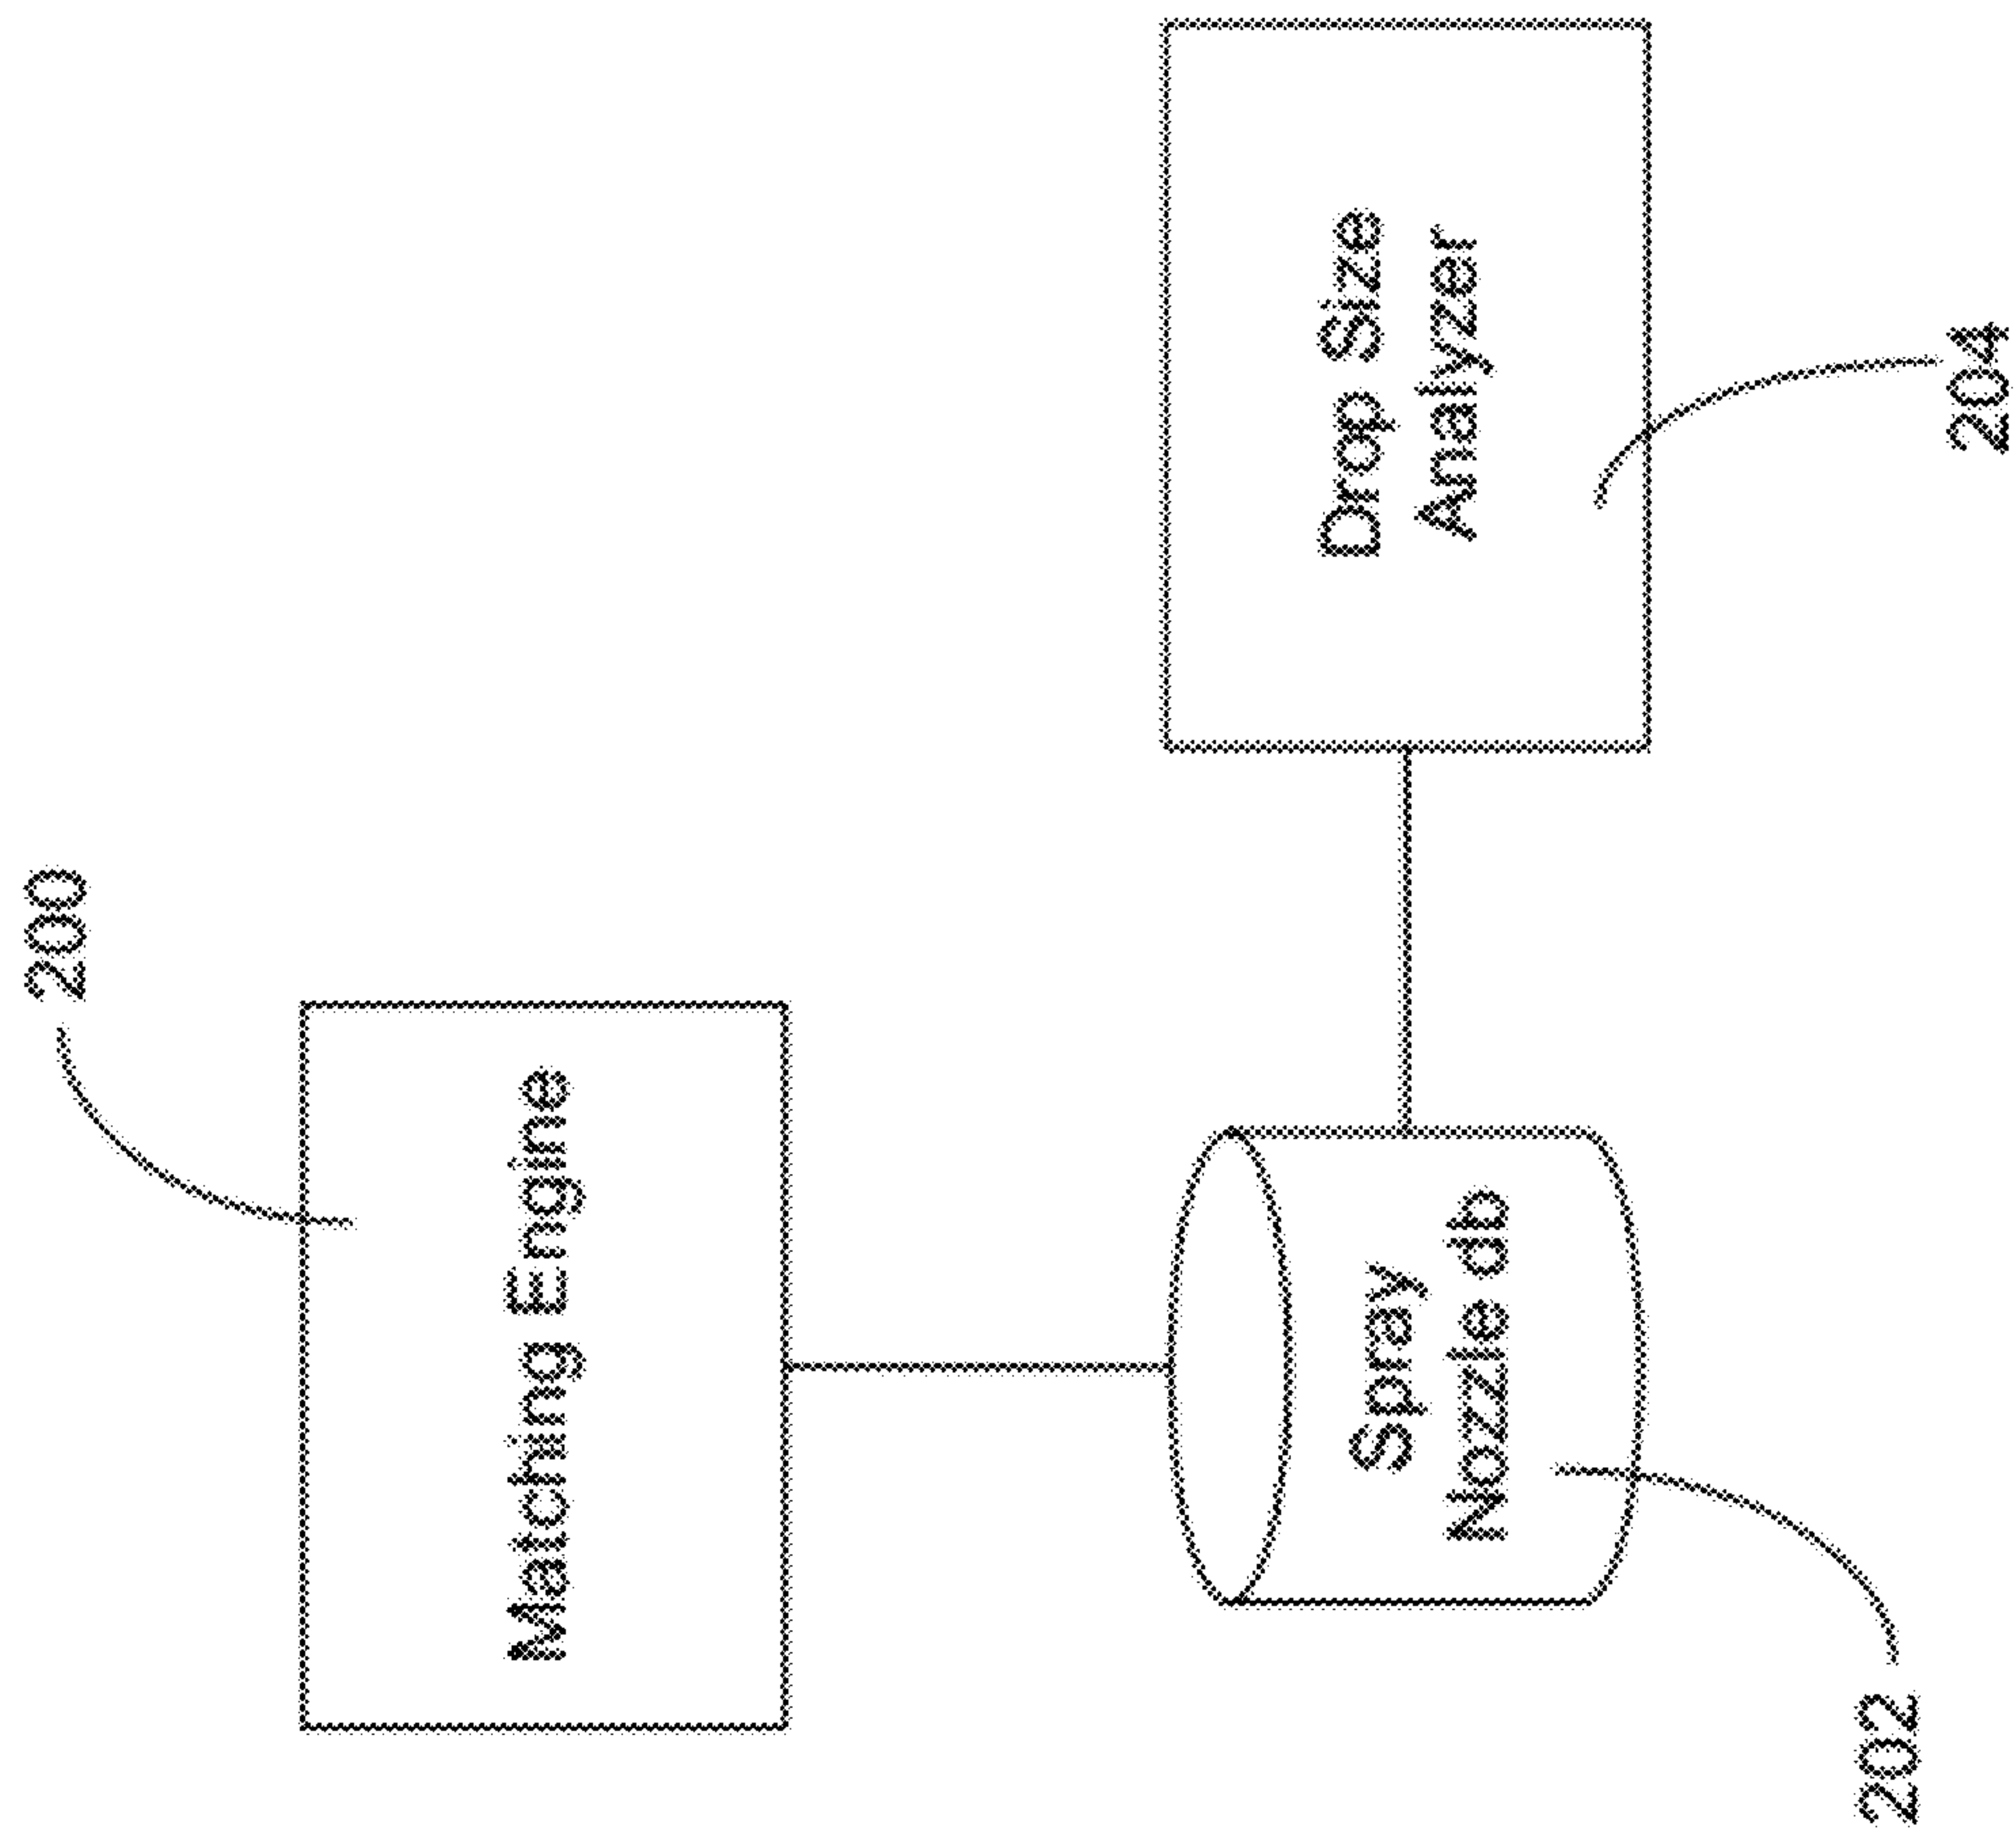 200
Matching Engine
Spray
Nozzle db
202
Drop Size
Analyzer
204